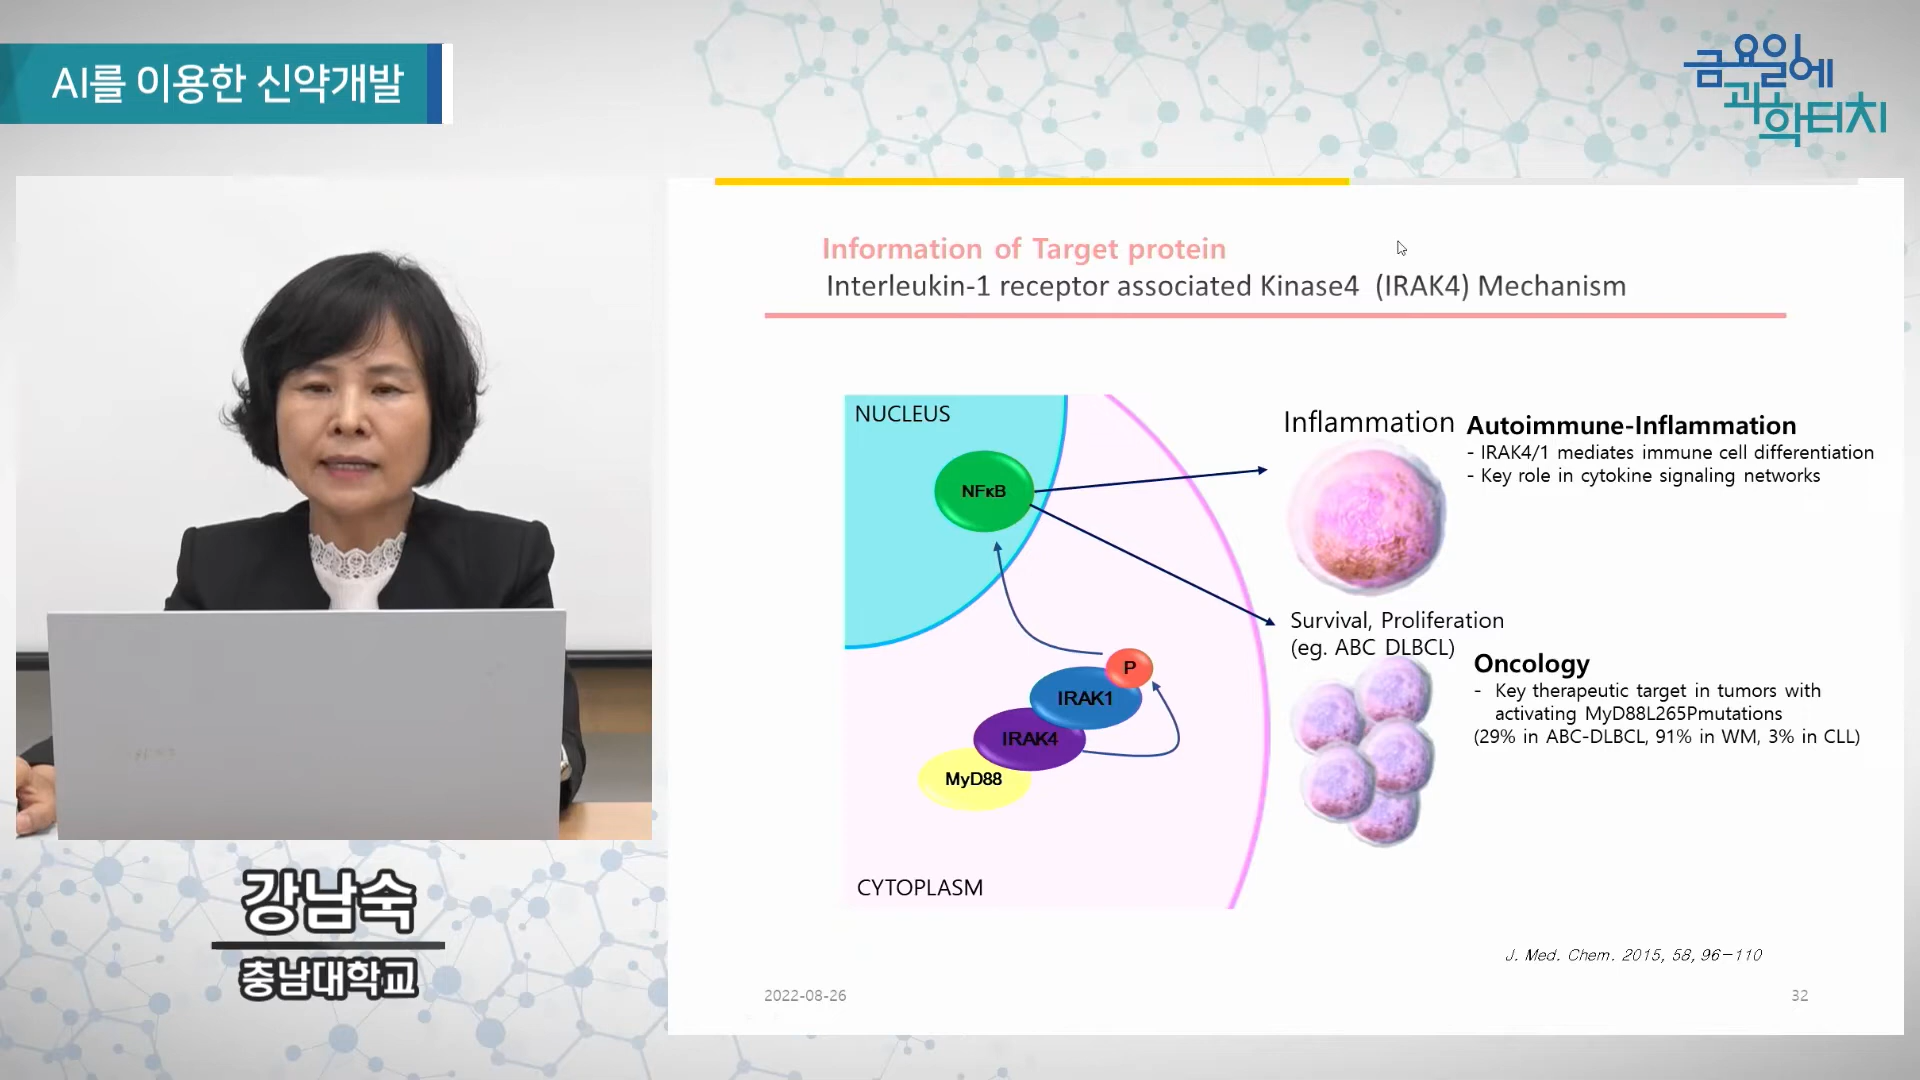 AI를 이용한 신약개발
금요일에
과학터치
Information of Target protein
Interleukin-1 receptor associated Kinase4 (IRAK4) Mechanism
NUCLEUS
NFκB
P
IRAK1
IRAK4
MyD88
CYTOPLASM
Inflammation
Autoimmune-Inflammation
- IRAK4/1 mediates immune cell differentiation
- Key role in cytokine signaling networks
Survival, Proliferation
(eg. ABC DLBCL)
Oncology
- Key therapeutic target in tumors with
activating MyD88L265Pmutations
(29% in ABC-DLBCL, 91% in WM, 3% in CLL)
J. Med. Chem. 2015, 58, 96-110
2022-08-26
32
강남숙
충남대학교